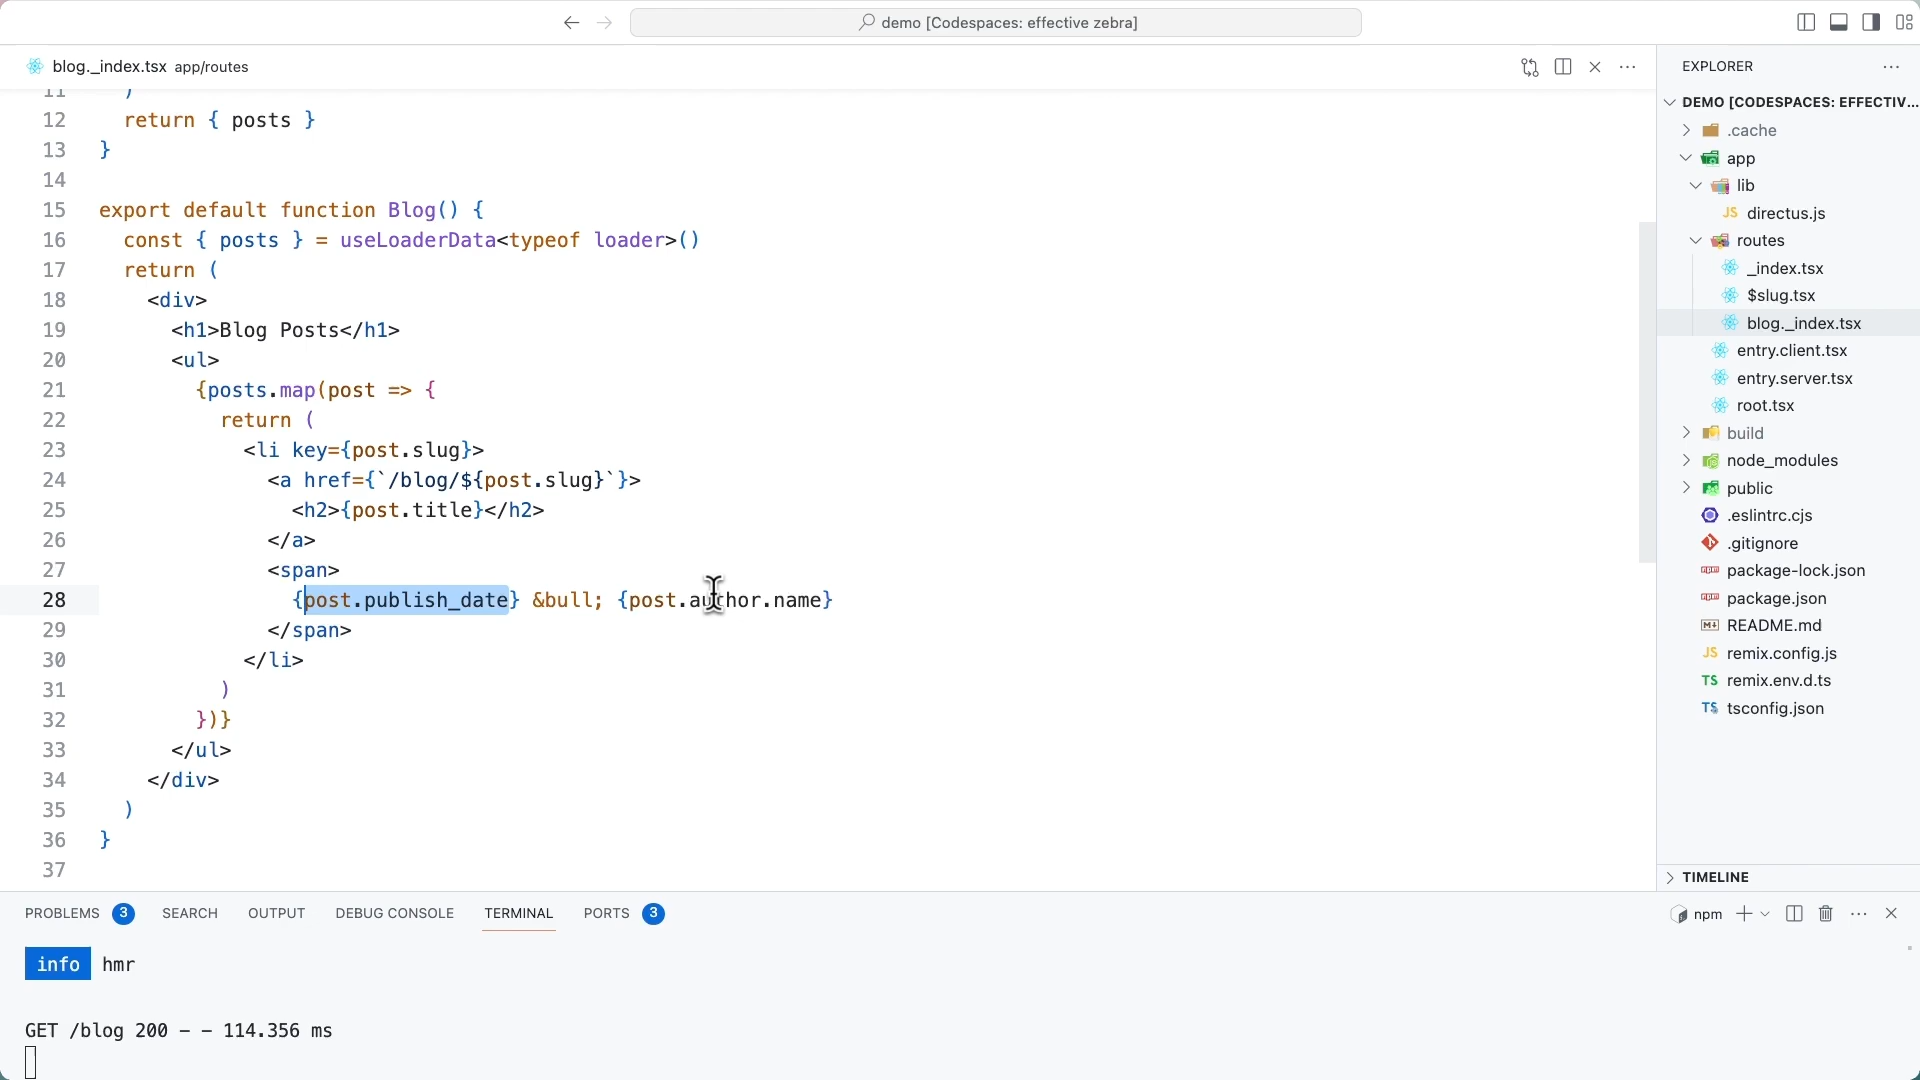 demo [Codespaces: effective zebra]
blog._index.tsx app/routes
11 )
12 return { posts }
13 }
14
15 export default function Blog() {
16 const { posts } = useLoaderData<typeof loader>()
17 return (
18 <div>
19 <h1>Blog Posts</h1>
20 <ul>
21 {posts.map(post => {
22 return (
23 <li key={post.slug}>
24 <a href={`/blog/${post.slug}`}>
25 <h2>{post.title}</h2>
26 </a>
27 <span>
28 {post.publish_date} &bull; {post.author.name}
29 </span>
30 </li>
31 )
32 })}
33 </ul>
34 </div>
35 )
36 }
37
EXPLORER
DEMO [CODESPACES: EFFECTIV...
.cache
app
lib
JS directus.js
routes
_index.tsx
$slug.tsx
blog._index.tsx
entry.client.tsx
entry.server.tsx
root.tsx
build
node_modules
public
.eslintrc.cjs
.gitignore
package-lock.json
package.json
README.md
JS remix.config.js
TS remix.env.d.ts
TS tsconfig.json
TIMELINE
PROBLEMS 3 SEARCH OUTPUT DEBUG CONSOLE TERMINAL PORTS 3
npm
info hmr
GET /blog 200 - - 114.356 ms